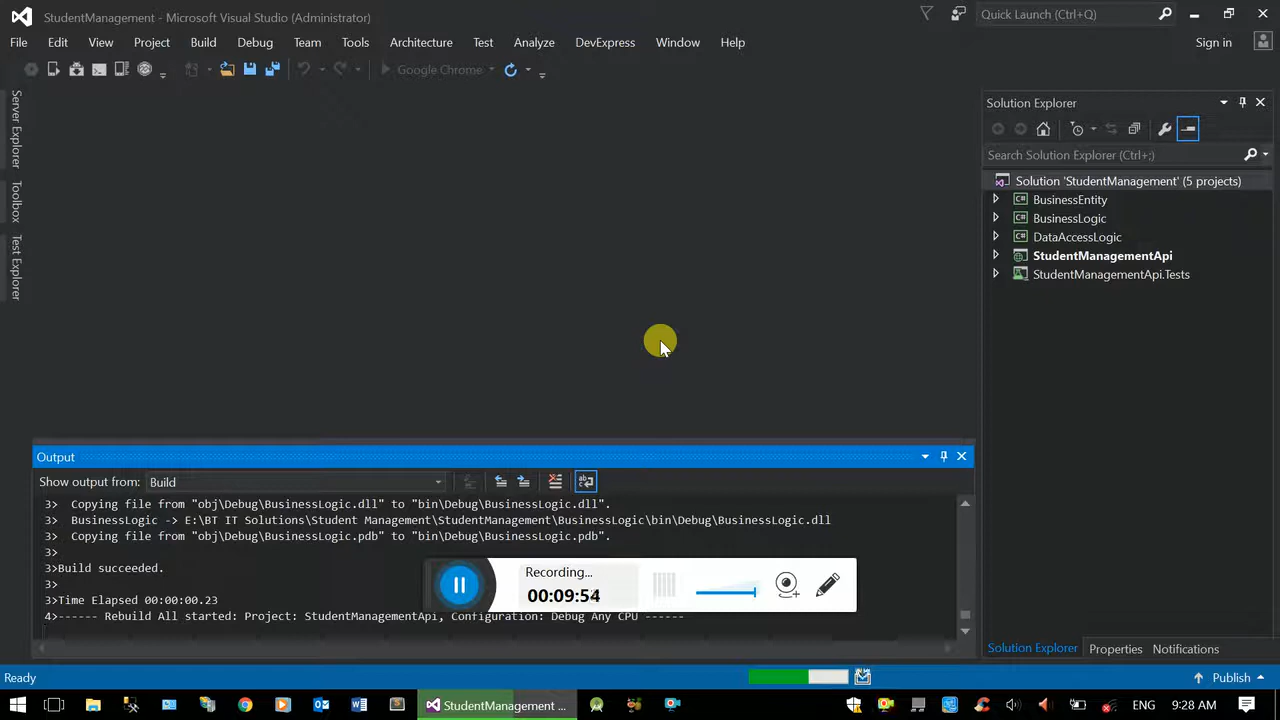 StudentManagement - Microsoft Visual Studio (Administrator)
Quick Launch (Ctrl+Q)
File Edit View Project Build Debug Team Tools Architecture Test Analyze DevExpress Window Help
Sign in
Google Chrome
Server Explorer
Toolbox
Test Explorer
Solution Explorer
Search Solution Explorer (Ctrl+;)
Solution 'StudentManagement' (5 projects)
BusinessEntity
BusinessLogic
DataAccessLogic
StudentManagementApi
StudentManagementApi.Tests
Output
Show output from: Build
3> Copying file from "obj\Debug\BusinessLogic.dll" to "bin\Debug\BusinessLogic.dll".
3> BusinessLogic -> E:\BT IT Solutions\Student Management\StudentManagement\BusinessLogic\bin\Debug\BusinessLogic.dll
3> Copying file from "obj\Debug\BusinessLogic.pdb" to "bin\Debug\BusinessLogic.pdb".
3>
3>Build succeeded.
3>
3>Time Elapsed 00:00:00.23
4>------ Rebuild All started: Project: StudentManagementApi, Configuration: Debug Any CPU ------
Recording...
00:09:54
Solution Explorer Properties Notifications
Ready
Publish
StudentManagement ...
ENG 9:28 AM